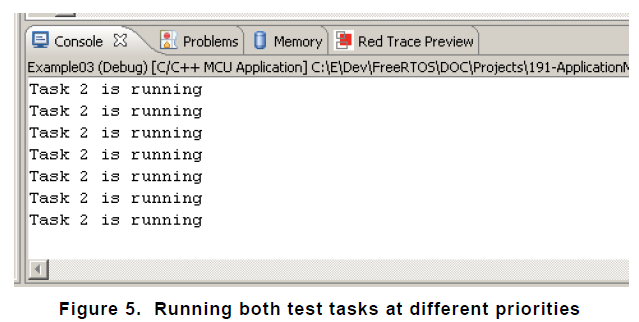 Console Problems Memory Red Trace Preview
Example03 (Debug) [C/C++ MCU Application] C:\E\Dev\FreeRTOS\DOC\Projects\191-Application
Task 2 is running
Task 2 is running
Task 2 is running
Task 2 is running
Task 2 is running
Task 2 is running
Task 2 is running
Figure 5. Running both test tasks at different priorities